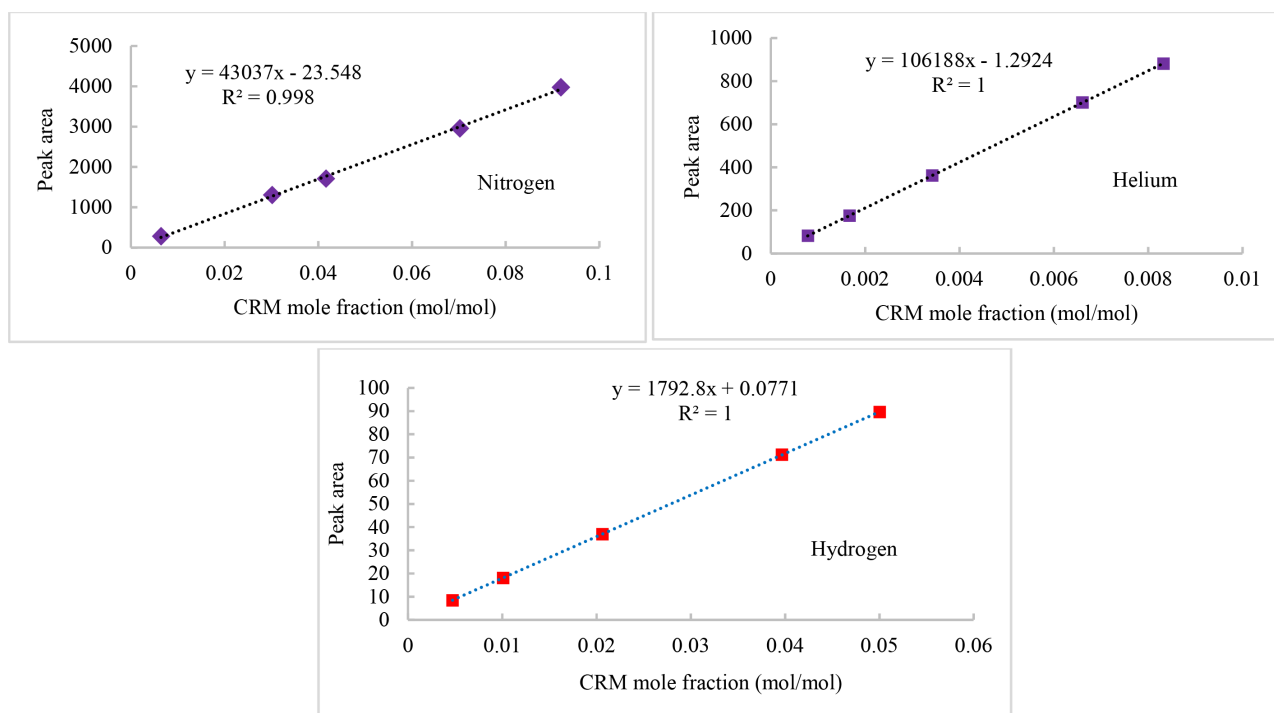 5000
4000
3000
2000
1000
0
Peak area
y = 43037x - 23.548
R² = 0.998
Nitrogen
0 0.02 0.04 0.06 0.08 0.1
CRM mole fraction (mol/mol)
1000
800
600
400
200
0
Peak area
y = 106188x - 1.2924
R² = 1
Helium
0 0.002 0.004 0.006 0.008 0.01
CRM mole fraction (mol/mol)
100
90
80
70
60
50
40
30
20
10
0
Peak area
y = 1792.8x + 0.0771
R² = 1
Hydrogen
0 0.01 0.02 0.03 0.04 0.05 0.06
CRM mole fraction (mol/mol)